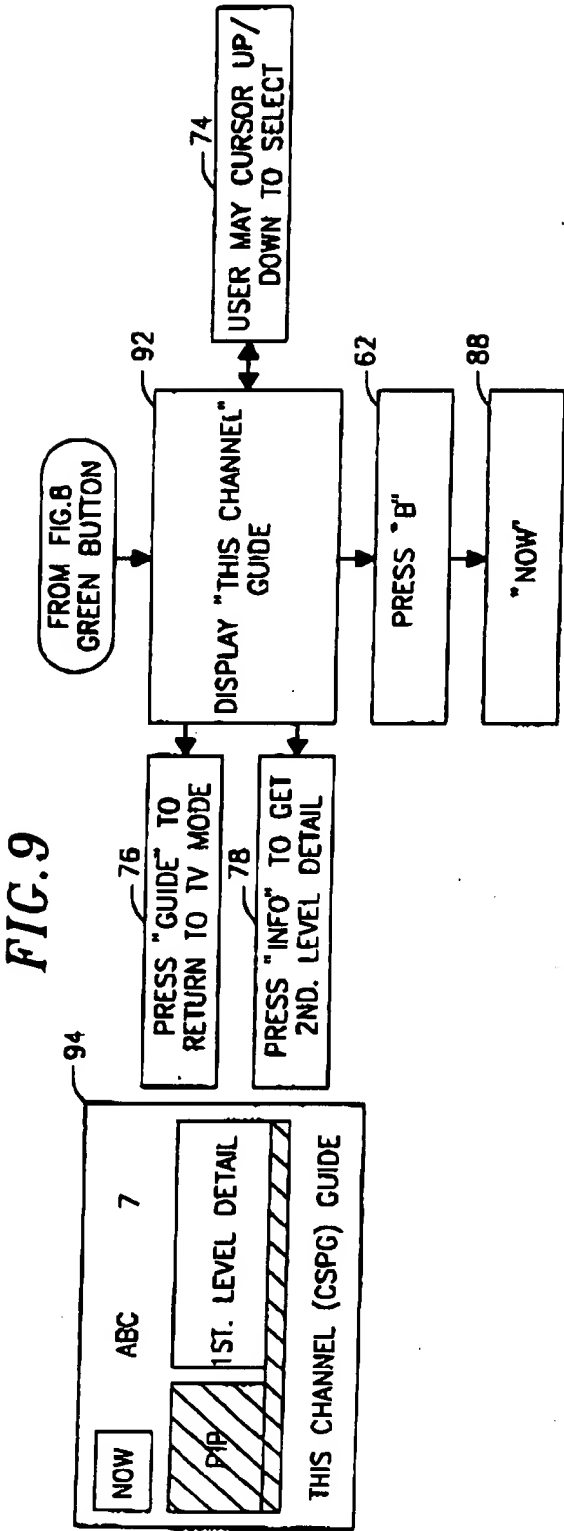 FIG.9
94
NOW
ABC 7
PIP
1ST. LEVEL DETAIL
THIS CHANNEL (CSPG) GUIDE
FROM FIG.8
GREEN BUTTON
92
DISPLAY "THIS CHANNEL"
GUIDE
76
PRESS "GUIDE" TO
RETURN TO TV MODE
78
PRESS "INFO" TO GET
2ND. LEVEL DETAIL
74
USER MAY CURSOR UP/
DOWN TO SELECT
62
PRESS "B"
88
"NOW"